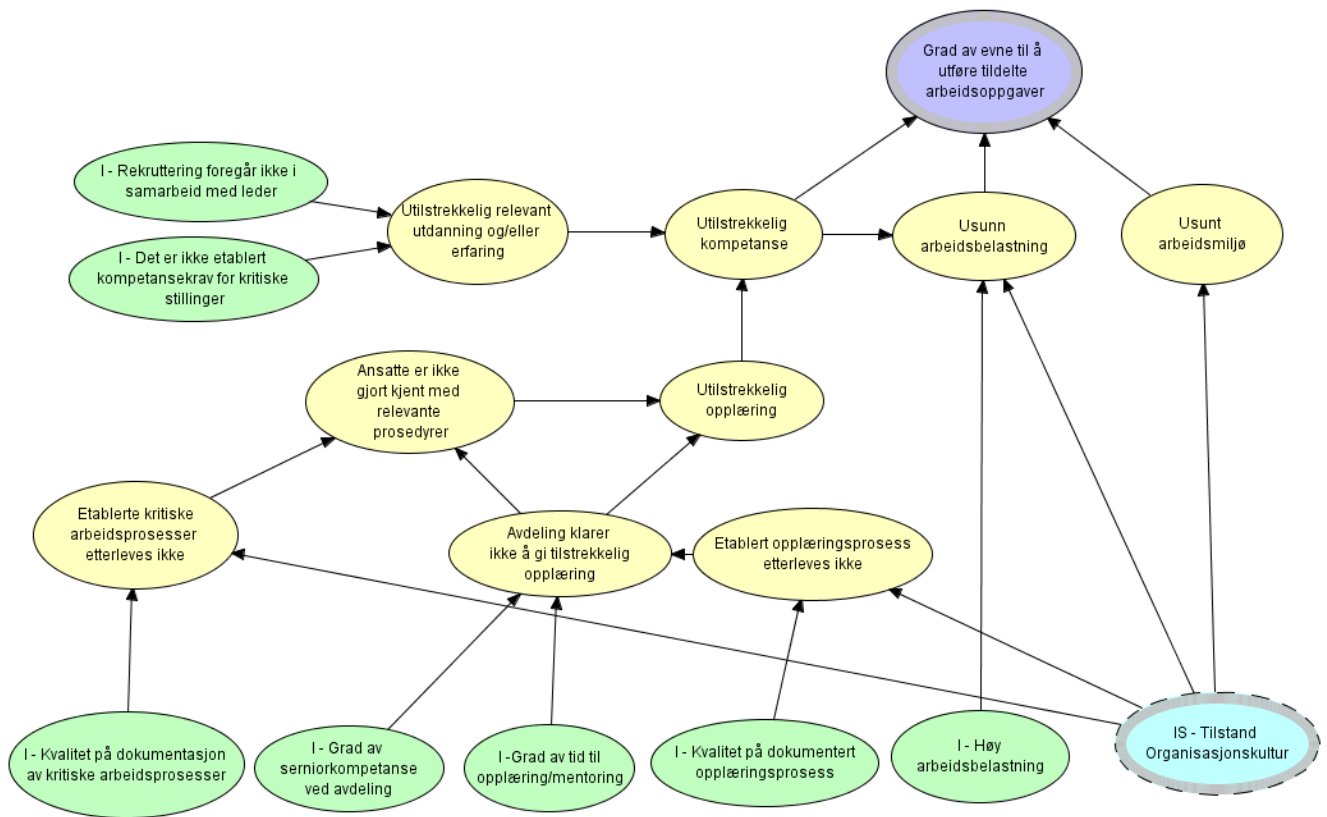 Grad av evne til å
utføre tildelte
arbeidsoppgaver
I - Rekruttering foregår ikke i
samarbeid med leder
Utilstrekkelig relevant
utdanning og/eller
erfaring
Utilstrekkelig
kompetanse
Usunn
arbeidsbelastning
Usunt
arbeidsmiljø
I - Det er ikke etablert
kompetansekrav for kritiske
stillinger
Ansatte er ikke
gjort kjent med
relevante
prosedyrer
Utilstrekkelig
opplæring
Etablerte kritiske
arbeidsprosesser
etterleves ikke
Avdeling klarer
ikke å gi tilstrekkelig
opplæring
Etablert opplæringsprosess
etterleves ikke
I - Kvalitet på dokumentasjon
av kritiske arbeidsprosesser
I - Grad av
serniorkompetanse
ved avdeling
I -Grad av tid til
opplæring/mentoring
I - Kvalitet på dokumentert
opplæringsprosess
I - Høy
arbeidsbelastning
IS - Tilstand
Organisasjonskultur